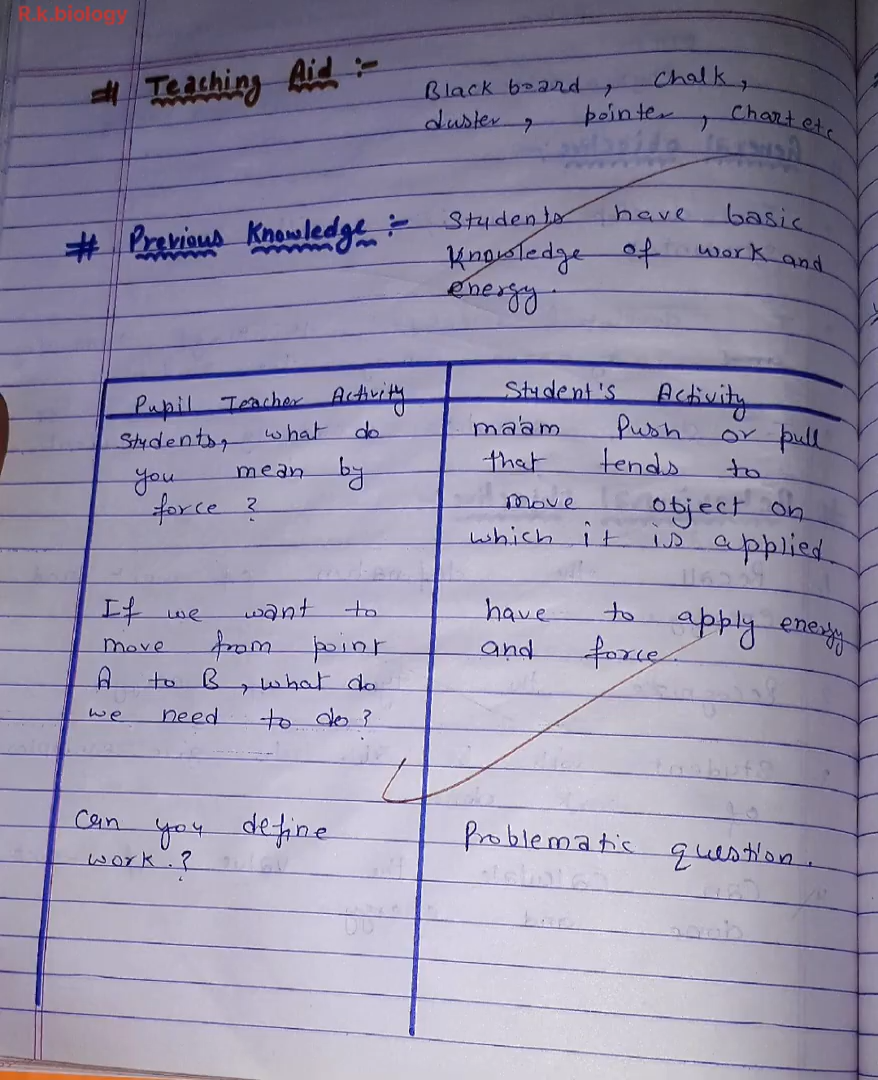 R.k.biology
# Teaching Aid :-
Black board, Chalk,
duster, pointer, Chart etc
# Previous Knowledge :-
Students have basic
Knowledge of work and
energy.
Pupil Teacher Activity
Students, what do
you mean by
force ?
If we want to
move from point
A to B, what do
we need to do ?
Can you define
work. ?
Student's Activity
ma'am Push or pull
that tends to
move object on
which it is applied.
have to apply energy
and force.
Problematic question.